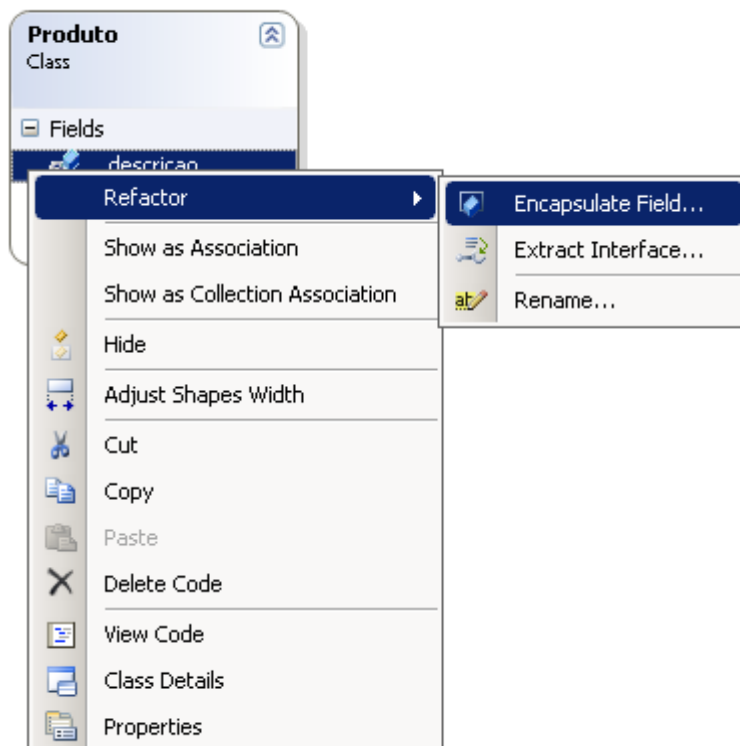 Produto
Class
Fields
descricao
Refactor
Encapsulate Field...
Extract Interface...
Rename...
Show as Association
Show as Collection Association
Hide
Adjust Shapes Width
Cut
Copy
Paste
Delete Code
View Code
Class Details
Properties